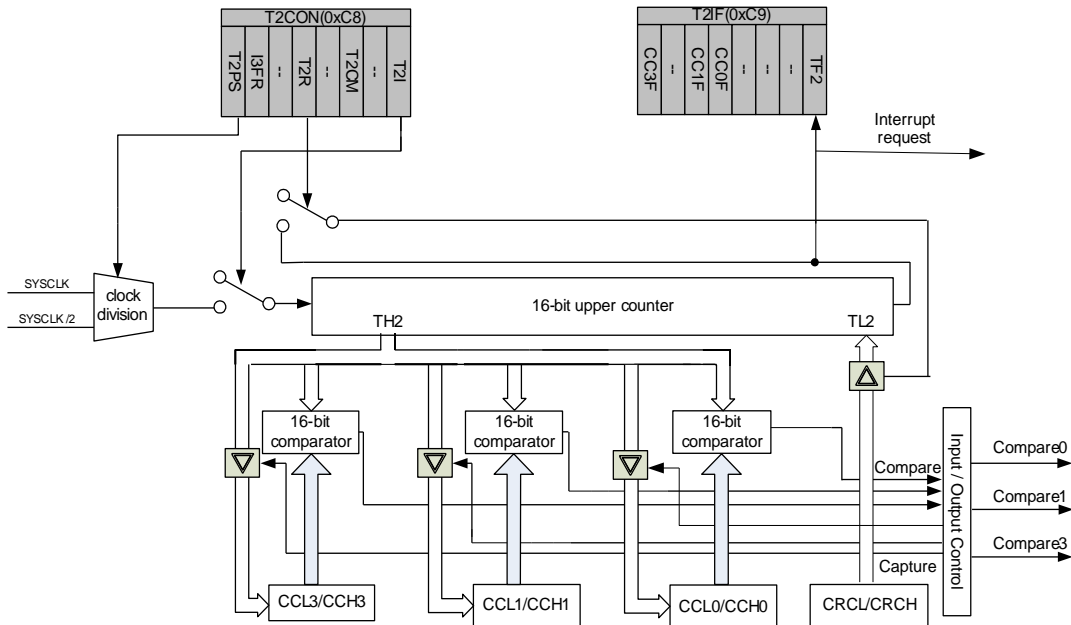 T2CON(0xC8)
T2PS
I3FR
--
T2R
--
T2CM
--
T2I
T2IF(0xC9)
CC3F
--
CC1F
CC0F
--
--
--
TF2
Interrupt
request
SYSCLK
SYSCLK/2
clock
division
16-bit upper counter
TH2
TL2
16-bit
comparator
16-bit
comparator
16-bit
comparator
Compare
Capture
Input / Output Control
Compare0
Compare1
Compare3
CCL3/CCH3
CCL1/CCH1
CCL0/CCH0
CRCL/CRCH